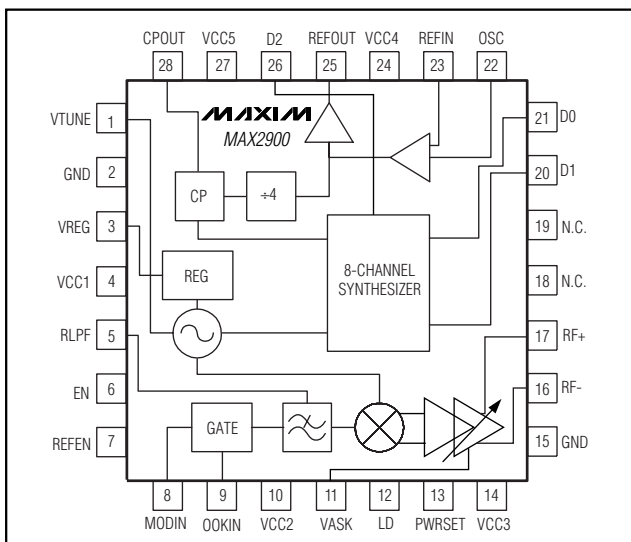 CPOUT VCC5 D2 REFOUT VCC4 REFIN OSC
28 27 26 25 24 23 22
MAXIM
MAX2900
VTUNE 1
GND 2
VREG 3
VCC1 4
RLPF 5
EN 6
REFEN 7
CP
÷4
REG
8-CHANNEL
SYNTHESIZER
GATE
21 D0
20 D1
19 N.C.
18 N.C.
17 RF+
16 RF-
15 GND
8 9 10 11 12 13 14
MODIN OOKIN VCC2 VASK LD PWRSET VCC3